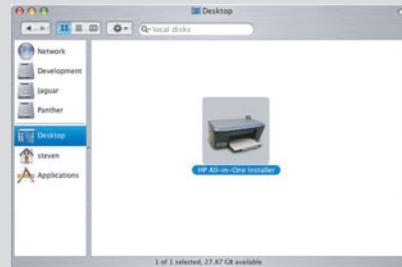 Desktop
local disks
Network
Development
Jaguar
Panther
Desktop
steven
Applications
HP All-in-One Installer
1 of 1 selected, 27.67 GB available